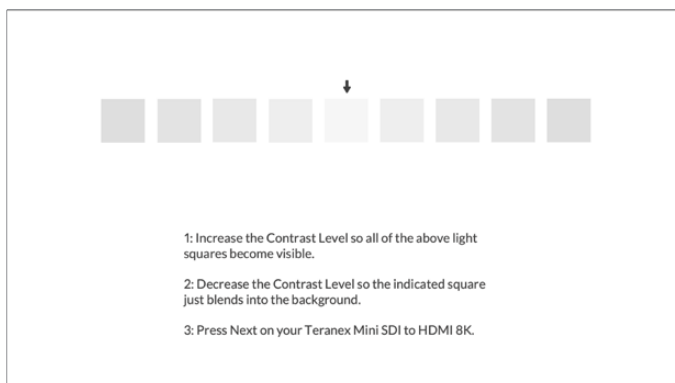 1: Increase the Contrast Level so all of the above light
squares become visible.
2: Decrease the Contrast Level so the indicated square
just blends into the background.
3: Press Next on your Teranex Mini SDI to HDMI 8K.